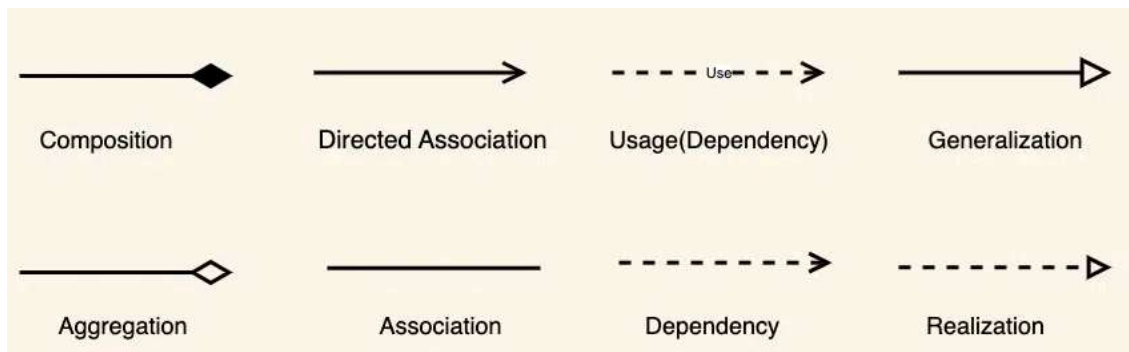 Use
Composition
Directed Association
Usage(Dependency)
Generalization
Aggregation
Association
Dependency
Realization